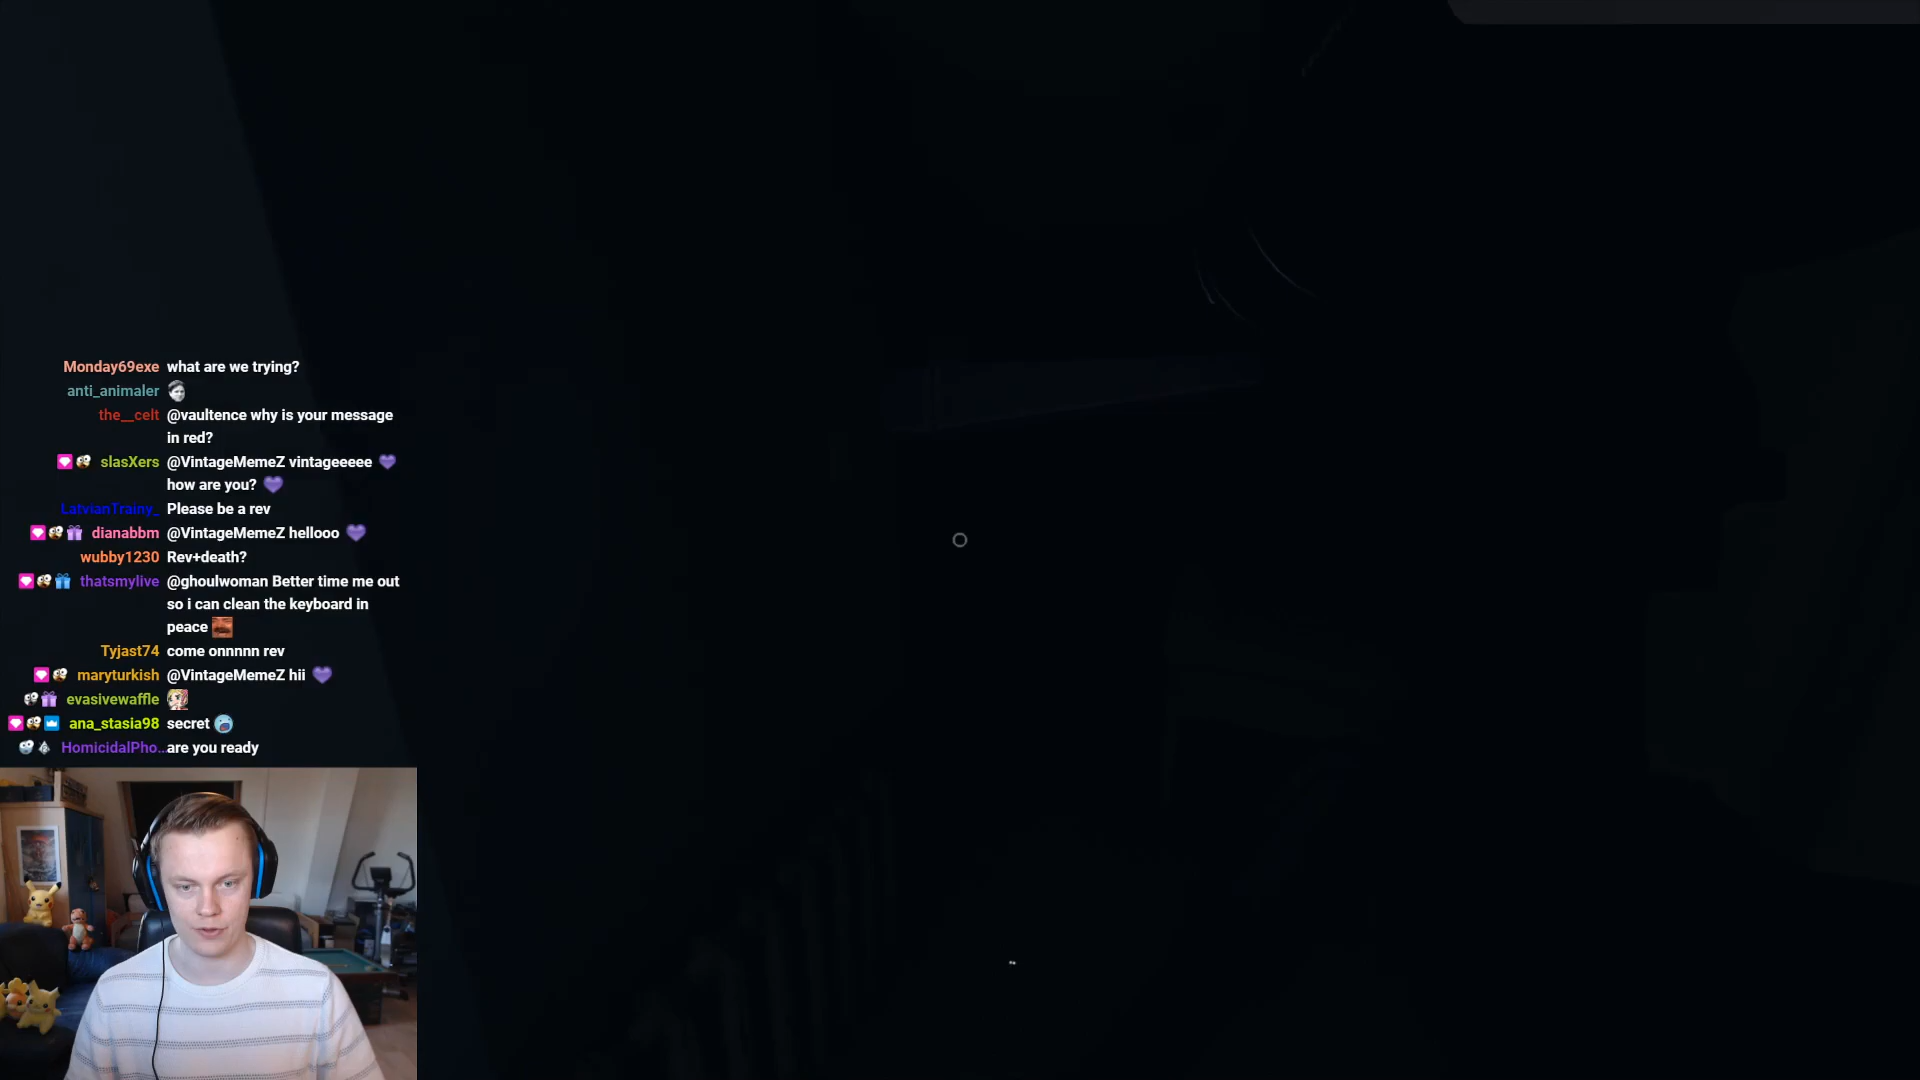 Monday69exe what are we trying?
anti_animaler
the__celt @vaultence why is your message
in red?
slasXers @VintageMemeZ vintageeeee
how are you?
LatvianTrainy_ Please be a rev
dianabbm @VintageMemeZ hellooo
wubby1230 Rev+death?
thatsmylive @ghoulwoman Better time me out
so i can clean the keyboard in
peace
Tyjast74 come onnnnn rev
maryturkish @VintageMemeZ hii
evasivewaffle
ana_stasia98 secret
HomicidalPho... are you ready